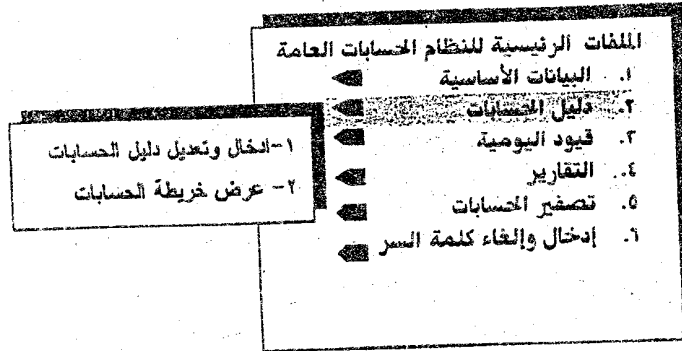 الملفات الرئيسية للنظام الحسابات العامة
١. البيانات الأساسية
٢. دليل الحسابات
٣. قيود اليومية
٤. التقارير
٥. تصفير الحسابات
٦. إدخال وإلغاء كلمة السر
١-ادخال وتعديل دليل الحسابات
٢- عرض خريطة الحسابات